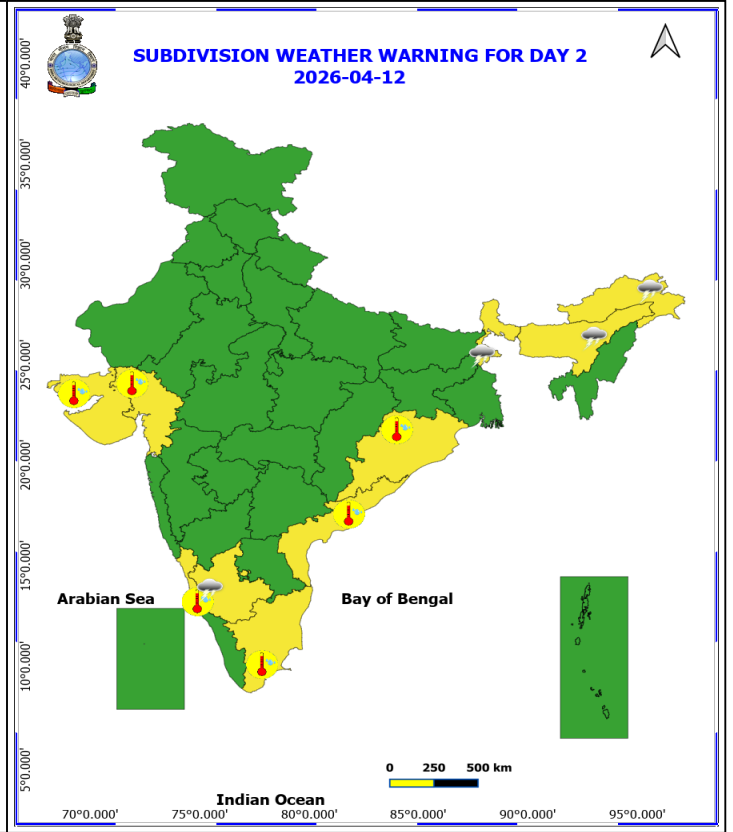 SUBDIVISION WEATHER WARNING FOR DAY 2
2026-04-12
40°0.000'
35°0.000'
30°0.000'
25°0.000'
20°0.000'
15°0.000'
10°0.000'
5°0.000'
Arabian Sea
Bay of Bengal
0 250 500 km
Indian Ocean
70°0.000' 75°0.000' 80°0.000' 85°0.000' 90°0.000' 95°0.000'